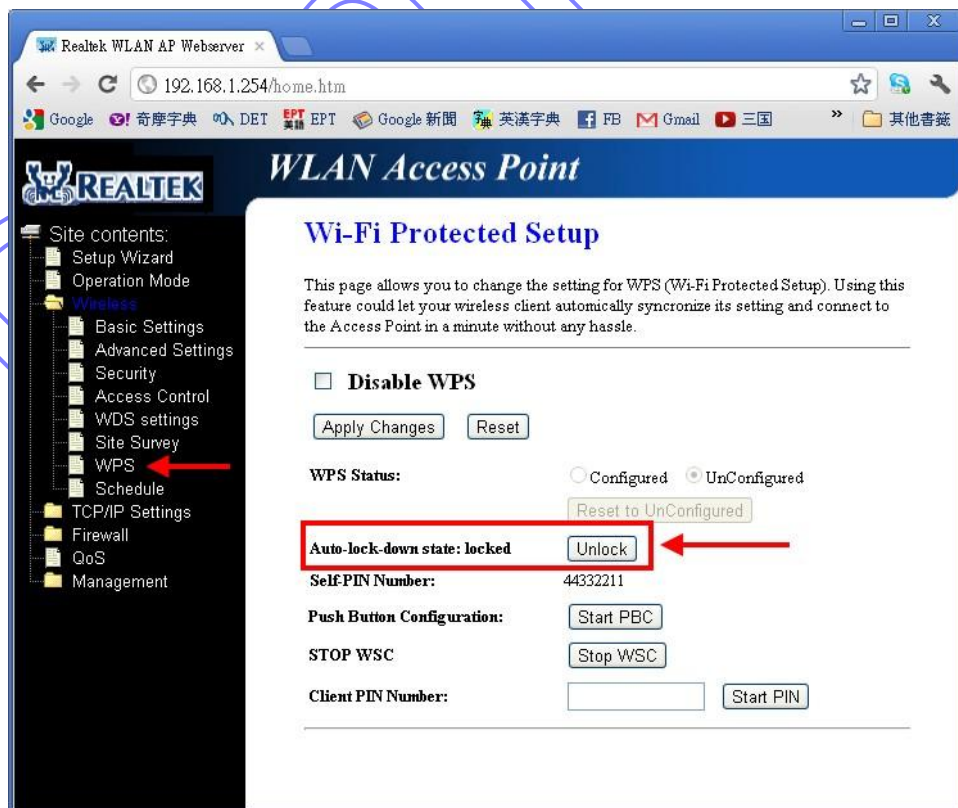 Realtek WLAN AP Webserver
192.168.1.254/home.htm
Google 奇摩字典 DET EPT 美語 EPT Google 新聞 英漢字典 FB Gmail 三国 » 其他書籤
REALTEK
WLAN Access Point
Site contents:
Setup Wizard
Operation Mode
Wireless
Basic Settings
Advanced Settings
Security
Access Control
WDS settings
Site Survey
WPS
Schedule
TCP/IP Settings
Firewall
QoS
Management
Wi-Fi Protected Setup
This page allows you to change the setting for WPS (Wi-Fi Protected Setup). Using this
feature could let your wireless client automically syncronize its setting and connect to
the Access Point in a minute without any hassle.
Disable WPS
Apply Changes Reset
WPS Status: Configured UnConfigured
Reset to UnConfigured
Auto-lock-down state: locked Unlock
Self-PIN Number: 44332211
Push Button Configuration: Start PBC
STOP WSC Stop WSC
Client PIN Number: Start PIN